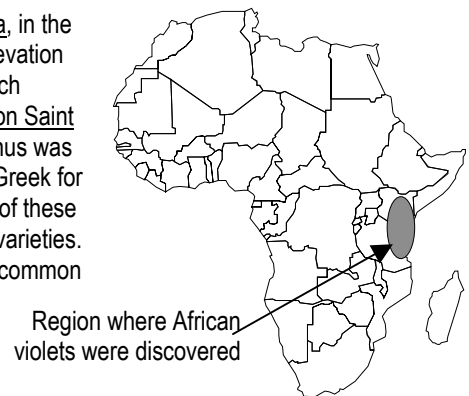 a, in the
evation
ch
on Saint
nus was
Greek for
of these
varieties.
common
Region where African
violets were discovered